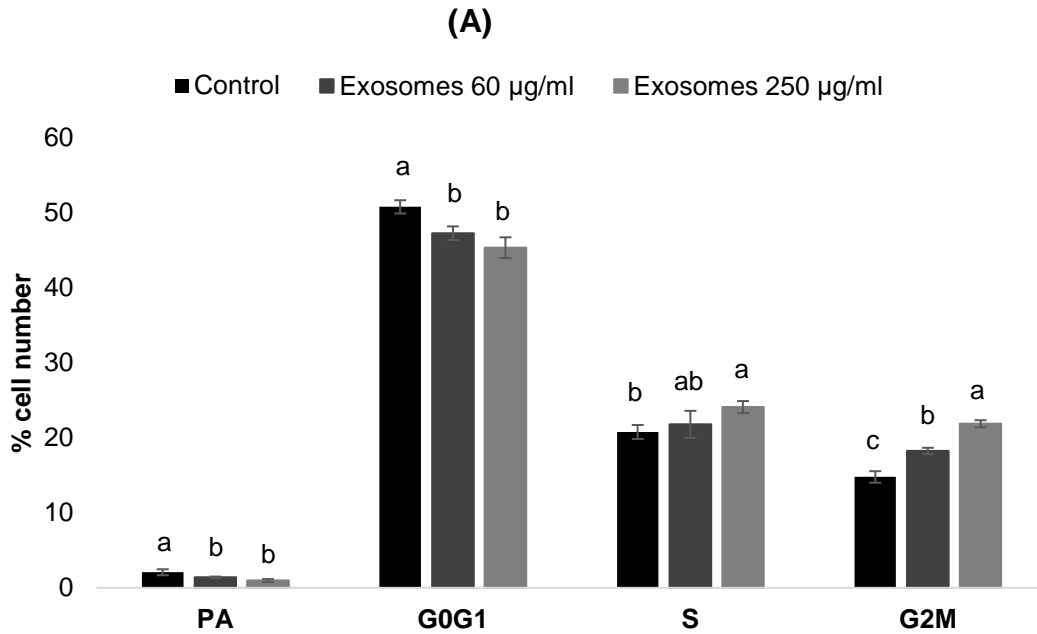 (A)
Control Exosomes 60 µg/ml Exosomes 250 µg/ml
% cell number
60
50
40
30
20
10
0
a b b
a b b
b ab a
c b a
PA G0G1 S G2M